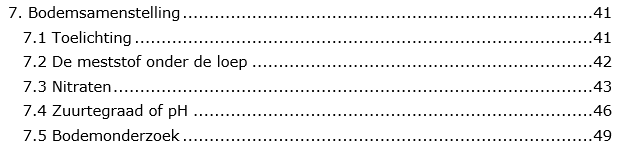 7. Bodemsamenstelling....................................................................................41
7.1 Toelichting..............................................................................................41
7.2 De meststof onder de loep ......................................................................42
7.3 Nitraten..................................................................................................43
7.4 Zuurtegraad of pH ..................................................................................46
7.5 Bodemonderzoek....................................................................................49